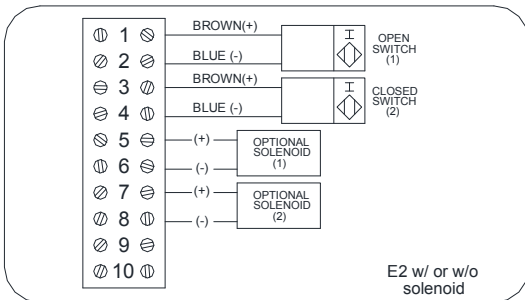 1 BROWN(+)
OPEN
SWITCH
(1)
2 BLUE (-)
3 BROWN(+)
CLOSED
SWITCH
(2)
4 BLUE (-)
5 (+)
OPTIONAL
SOLENOID
(1)
6 (-)
7 (+)
OPTIONAL
SOLENOID
(2)
8 (-)
9
10
E2 w/ or w/o
solenoid